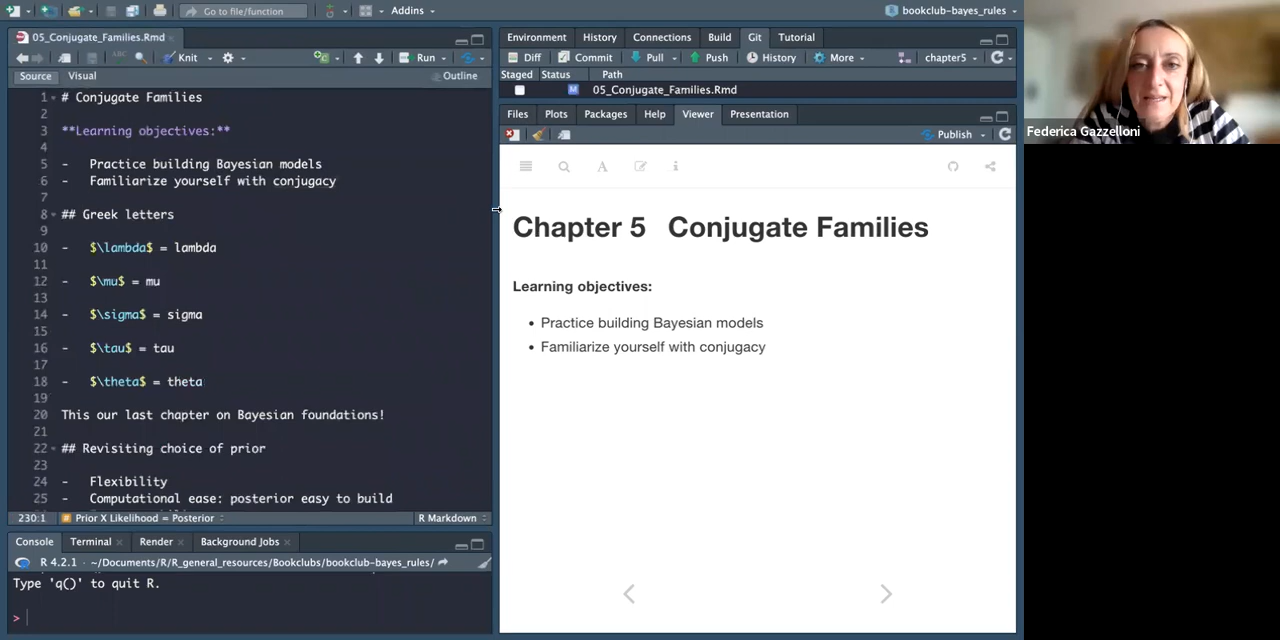 Go to file/function
Addins
bookclub-bayes_rules
05_Conjugate_Families.Rmd
ABC
Knit
Run
Source
Visual
Outline
1 # Conjugate Families
2
3 **Learning objectives:**
4
5 -   Practice building Bayesian models
6 -   Familiarize yourself with conjugacy
7
8 ## Greek letters
9
10 -   $\lambda$ = lambda
11
12 -   $\mu$ = mu
13
14 -   $\sigma$ = sigma
15
16 -   $\tau$ = tau
17
18 -   $\theta$ = theta
19
20 This our last chapter on Bayesian foundations!
21
22 ## Revisiting choice of prior
23
24 -   Flexibility
25 -   Computational ease: posterior easy to build
230:1
# Prior X Likelihood = Posterior
R Markdown
Console
Terminal
Render
Background Jobs
R 4.2.1 · ~/Documents/R/R_general_resources/Bookclubs/bookclub-bayes_rules/
Type 'q()' to quit R.
>
Environment
History
Connections
Build
Git
Tutorial
Diff
Commit
Pull
Push
History
More
chapter5
Staged
Status
Path
M
05_Conjugate_Families.Rmd
Files
Plots
Packages
Help
Viewer
Presentation
Publish
A
i
Chapter 5 Conjugate Families
Learning objectives:
• Practice building Bayesian models
• Familiarize yourself with conjugacy
Federica Gazzelloni